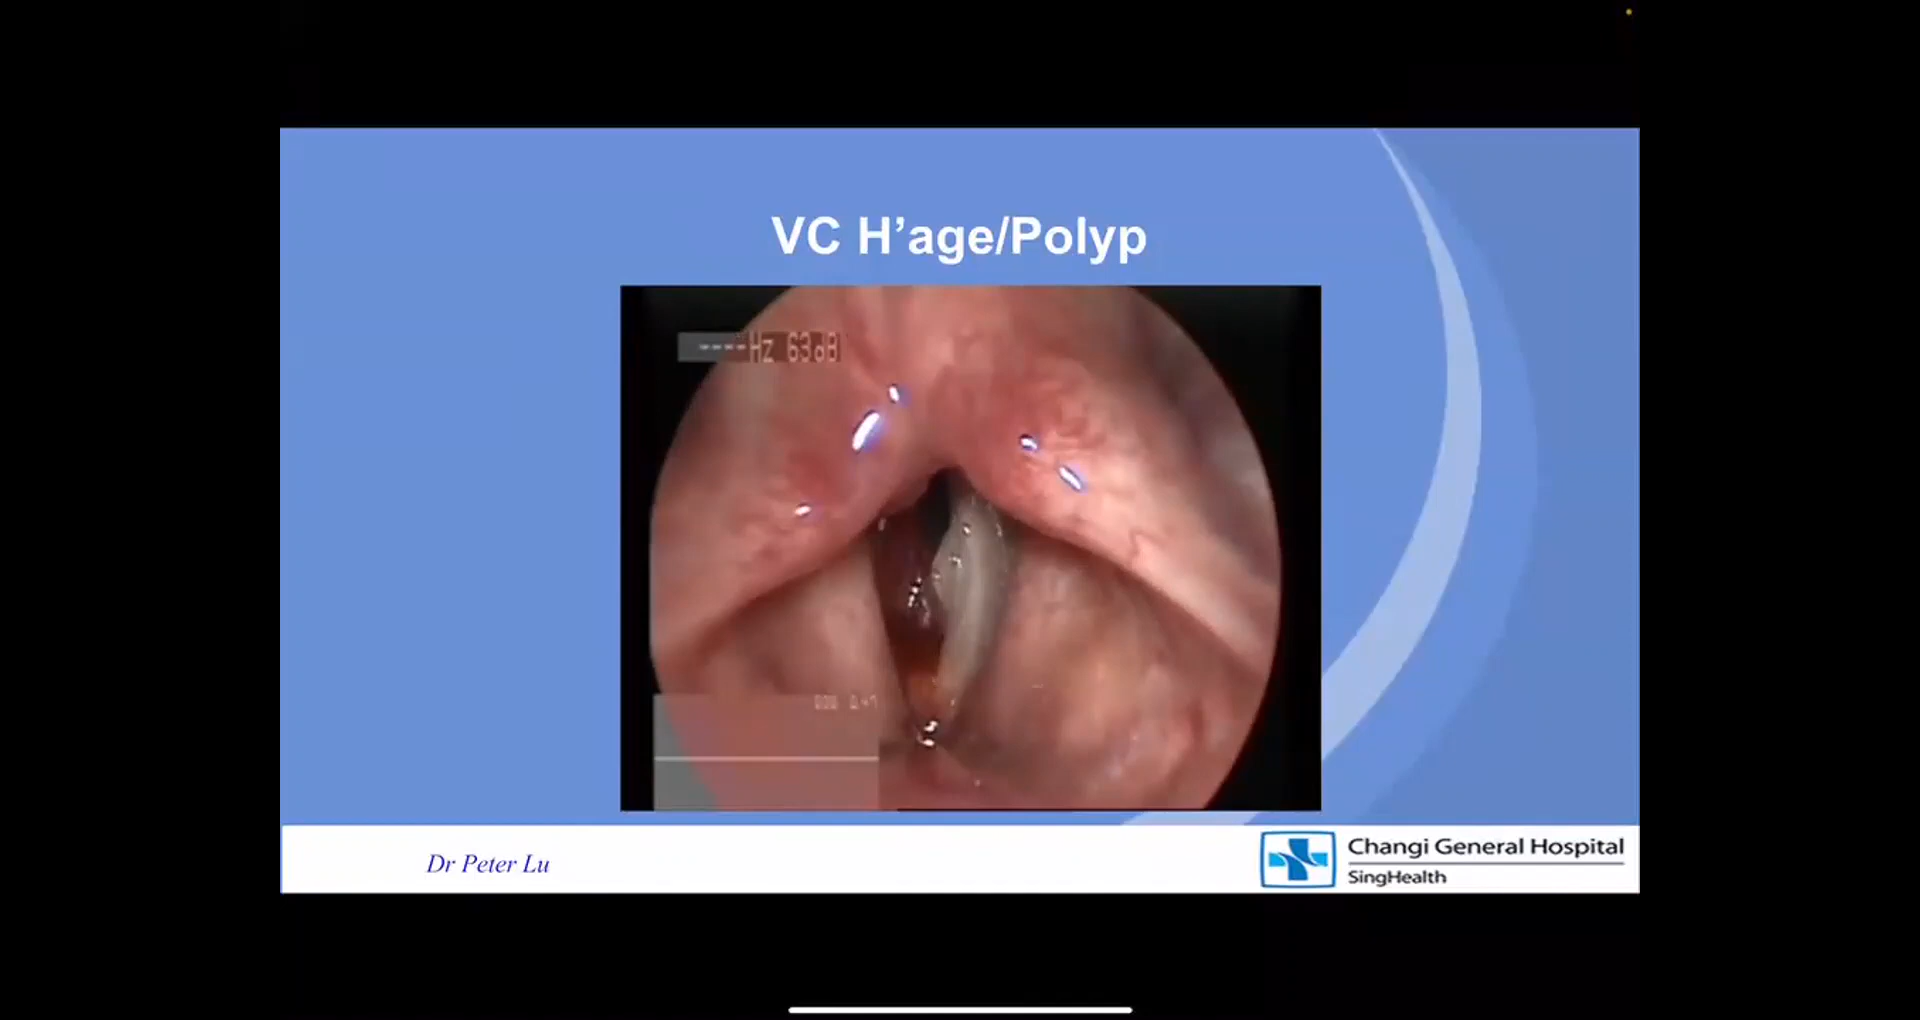 VC H’age/Polyp
----Hz 63dB
Dr Peter Lu
Changi General Hospital
SingHealth